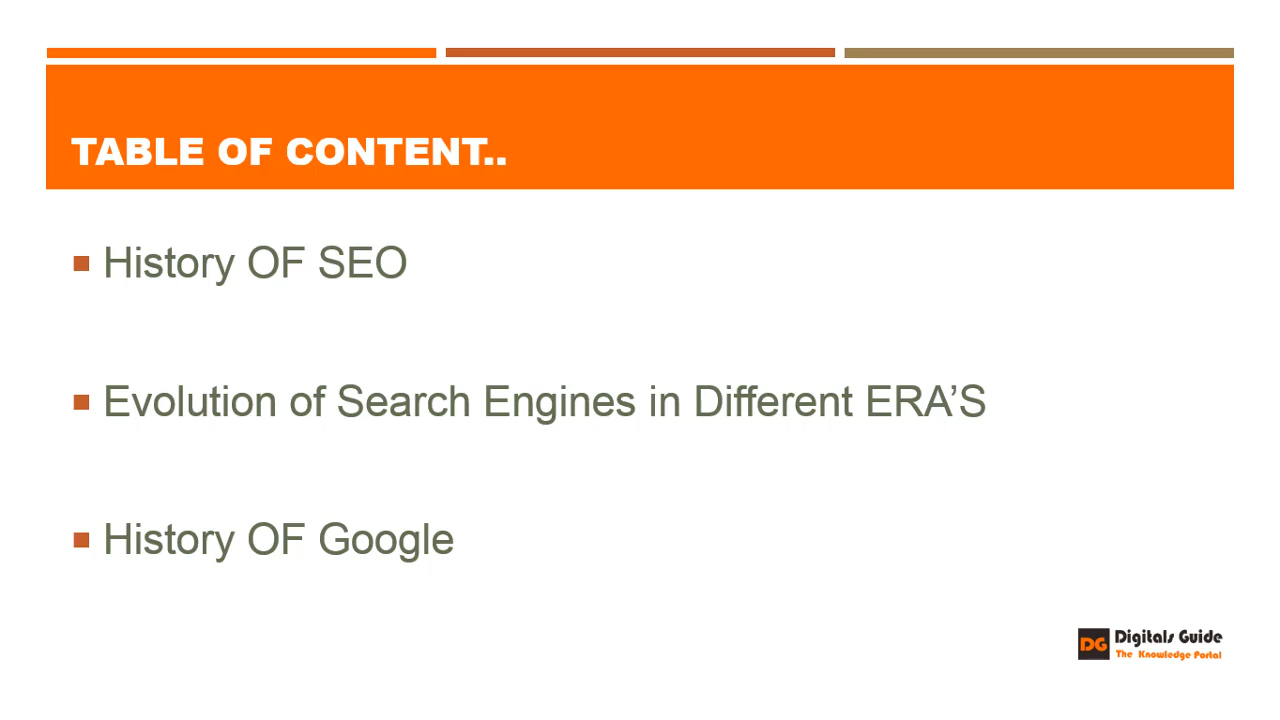 TABLE OF CONTENT..
History OF SEO
Evolution of Search Engines in Different ERA’S
History OF Google
DG
Digitals Guide
The Knowledge Portal